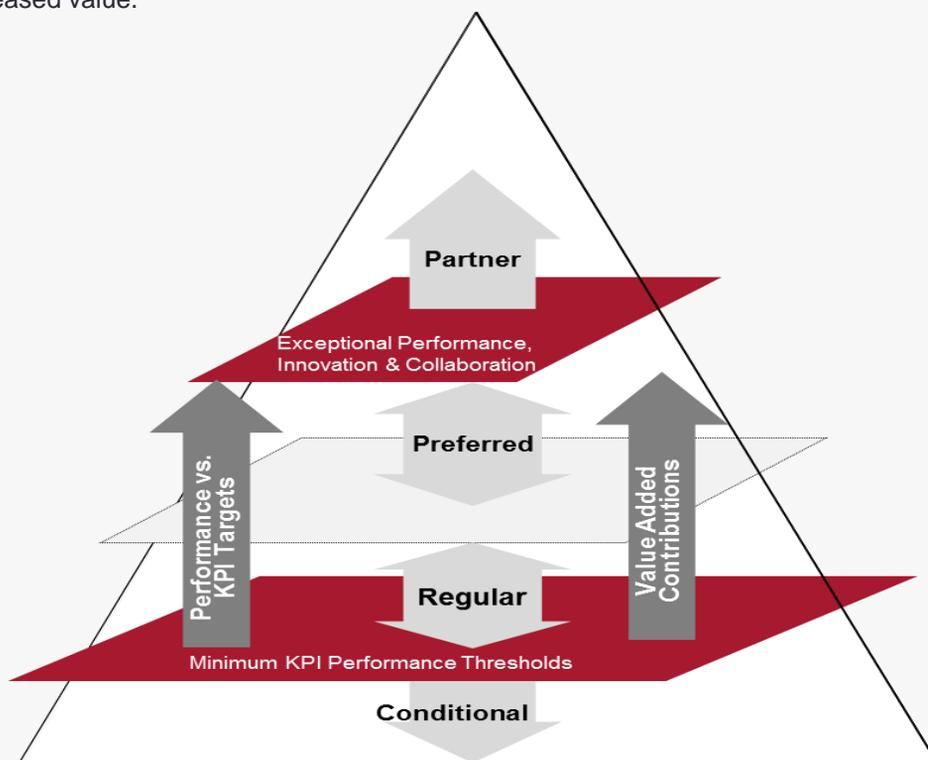 value.
Partner
Exceptional Performance,
Innovation & Collaboration
Preferred
Performance vs.
KPI Targets
Value Added
Contributions
Regular
Minimum KPI Performance Thresholds
Conditional